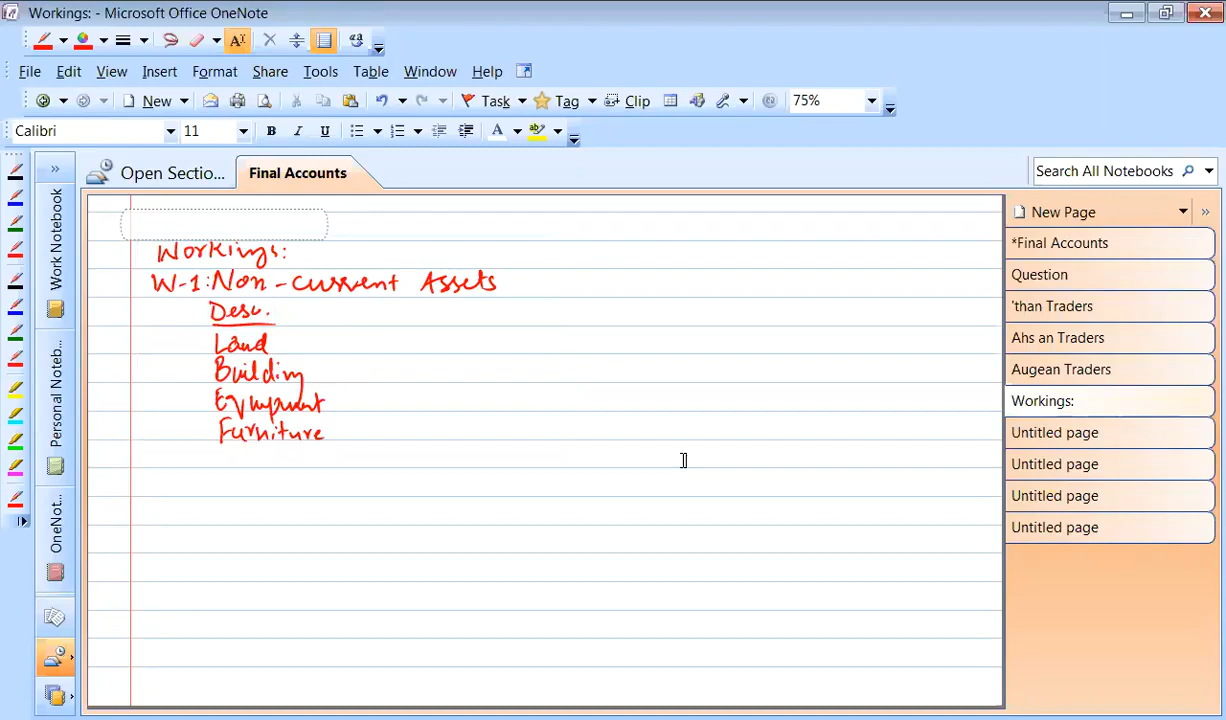 Workings: - Microsoft Office OneNote
File Edit View Insert Format Share Tools Table Window Help
New Task Tag Clip 75%
Calibri 11 B I U A
Open Sectio... Final Accounts Search All Notebooks
Work Notebook
Personal Noteb...
OneNot...
Workings:
W-1: Non-Current Assets
Desc.
Land
Building
Equipment
Furniture
New Page
*Final Accounts
Question
'than Traders
Ahs an Traders
Augean Traders
Workings:
Untitled page
Untitled page
Untitled page
Untitled page